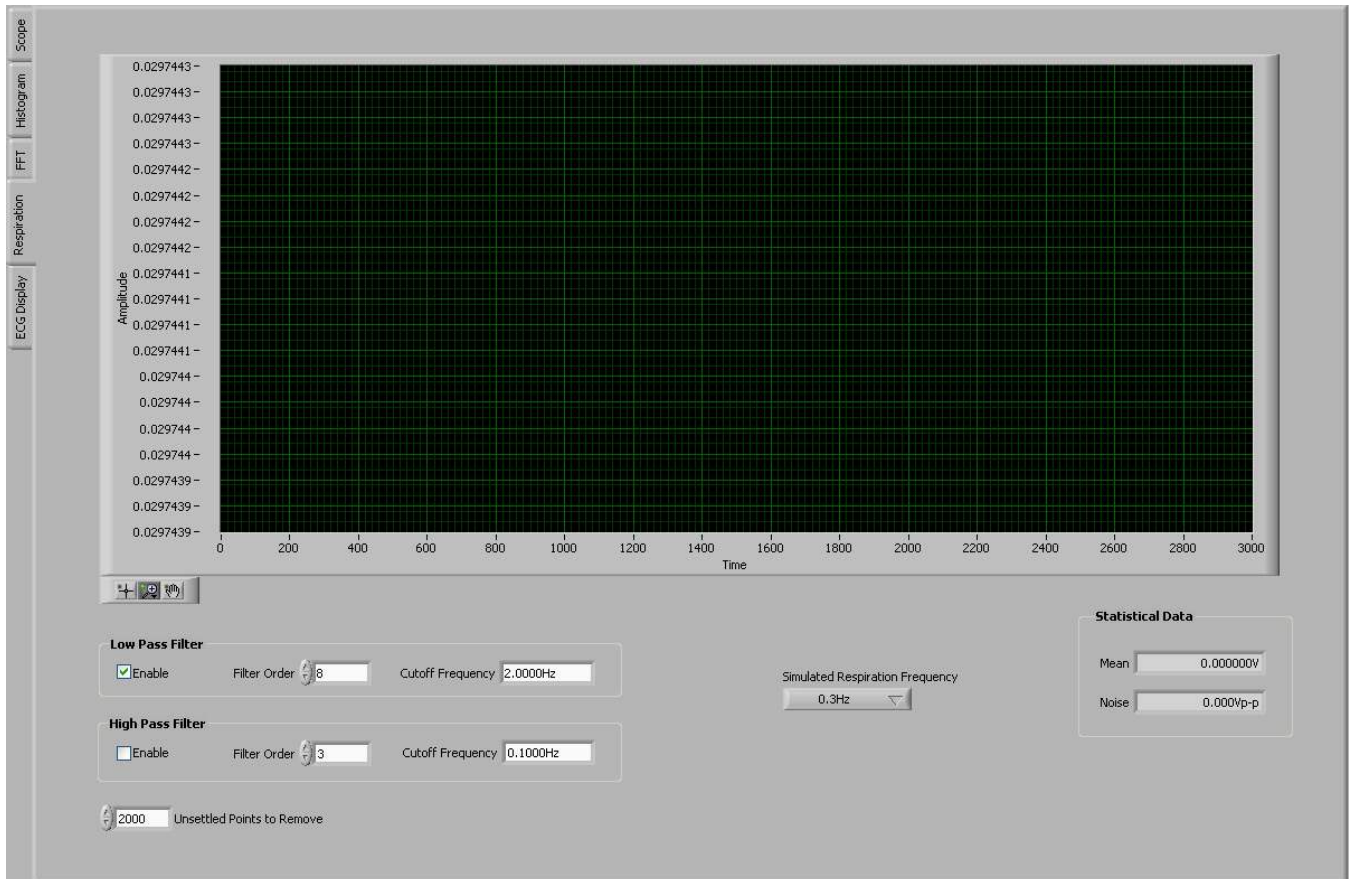 Scope
Histogram
FFT
Respiration
ECG Display
Amplitude
0.0297443
0.0297443
0.0297443
0.0297443
0.0297442
0.0297442
0.0297442
0.0297442
0.0297441
0.0297441
0.0297441
0.0297441
0.029744
0.029744
0.029744
0.029744
0.0297439
0.0297439
0.0297439
0 200 400 600 800 1000 1200 1400 1600 1800 2000 2200 2400 2600 2800 3000
Time
Low Pass Filter
Enable Filter Order 8 Cutoff Frequency 2.0000Hz
High Pass Filter
Enable Filter Order 3 Cutoff Frequency 0.1000Hz
2000 Unsettled Points to Remove
Simulated Respiration Frequency
0.3Hz
Statistical Data
Mean 0.000000V
Noise 0.000Vp-p